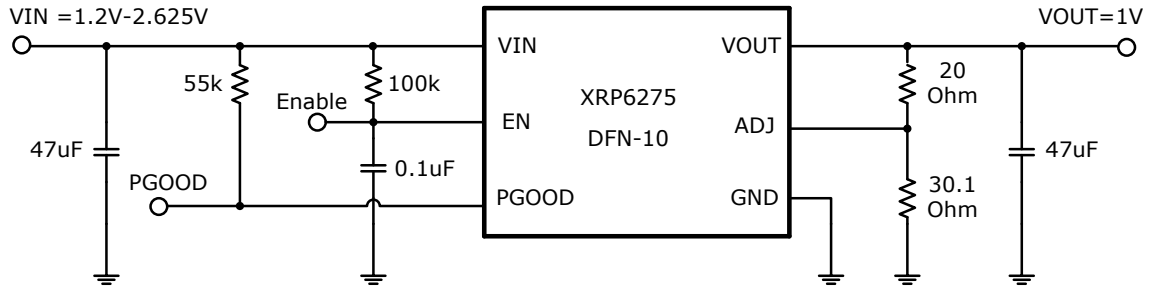 VIN =1.2V-2.625V
VOUT=1V
VIN
VOUT
55k
100k
20
Ohm
Enable
XRP6275
EN
ADJ
DFN-10
47uF
0.1uF
47uF
PGOOD
PGOOD
GND
30.1
Ohm